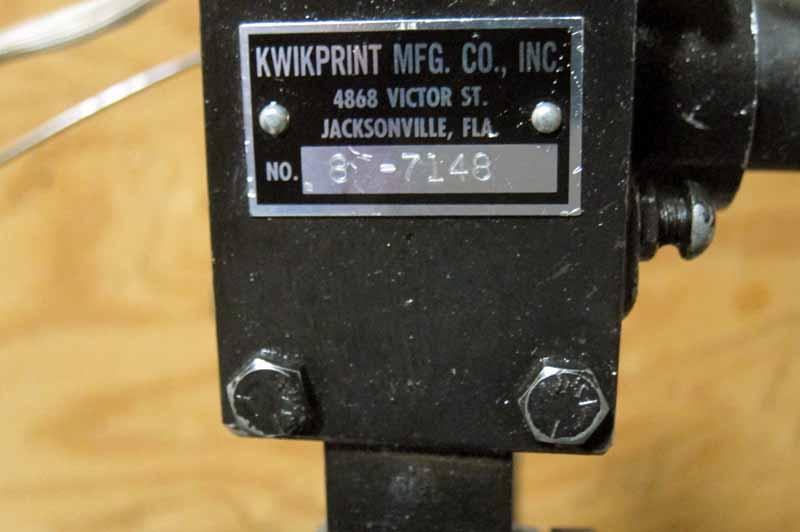 KWIKPRINT MFG. CO., INC.
4868 VICTOR ST.
JACKSONVILLE, FLA.
NO. 8 -7148